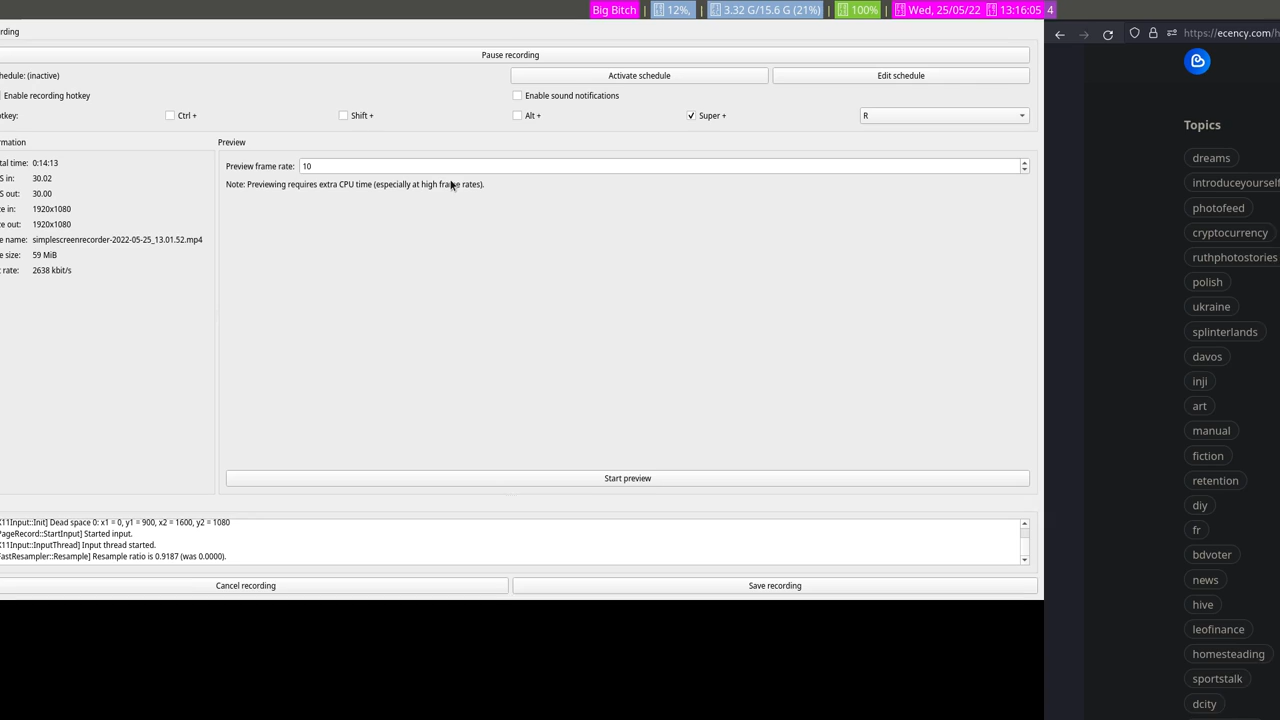 Big Bitch | 12%, | 3.32 G/15.6 G (21%) | 100% | Wed, 25/05/22 13:16:05 4
rding
Pause recording
hedule: (inactive)
Activate schedule
Edit schedule
Enable recording hotkey
Enable sound notifications
otkey:
Ctrl +
Shift +
Alt +
Super +
R
rmation
tal time: 0:14:13
S in: 30.02
S out: 30.00
e in: 1920x1080
e out: 1920x1080
e name: simplescreenrecorder-2022-05-25_13.01.52.mp4
e size: 59 MiB
t rate: 2638 kbit/s
Preview
Preview frame rate: 10
Note: Previewing requires extra CPU time (especially at high frame rates).
Start preview
X11Input::Init] Dead space 0: x1 = 0, y1 = 900, x2 = 1600, y2 = 1080
PageRecord::StartInput] Started input.
X11Input::InputThread] Input thread started.
FastResampler::Resample] Resample ratio is 0.9187 (was 0.0000).
Cancel recording
Save recording
https://ecency.com/h
Topics
dreams
introduceyourself
photofeed
cryptocurrency
ruthphotostories
polish
ukraine
splinterlands
davos
inji
art
manual
fiction
retention
diy
fr
bdvoter
news
hive
leofinance
homesteading
sportstalk
dcity